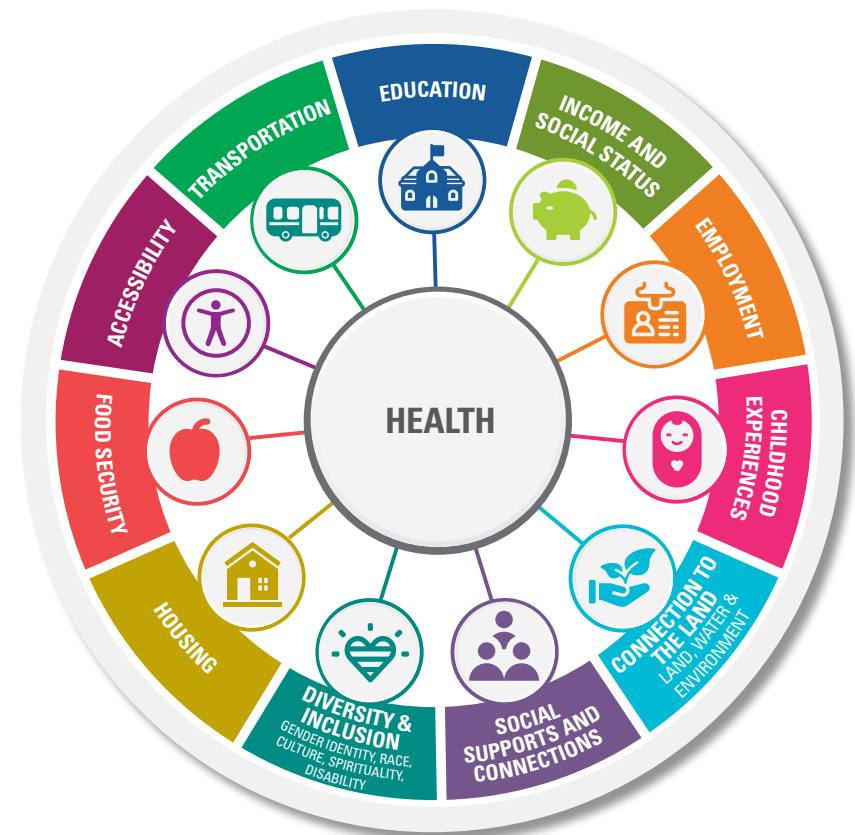 EDUCATION
INCOME AND
SOCIAL STATUS
EMPLOYMENT
CHILDHOOD
EXPERIENCES
CONNECTION TO
THE LAND
LAND, WATER &
ENVIRONMENT
SOCIAL
SUPPORTS AND
CONNECTIONS
DIVERSITY &
INCLUSION
GENDER IDENTITY, RACE,
CULTURE, SPIRITUALITY,
DISABILITY
HOUSING
FOOD SECURITY
ACCESSIBILITY
TRANSPORTATION
HEALTH